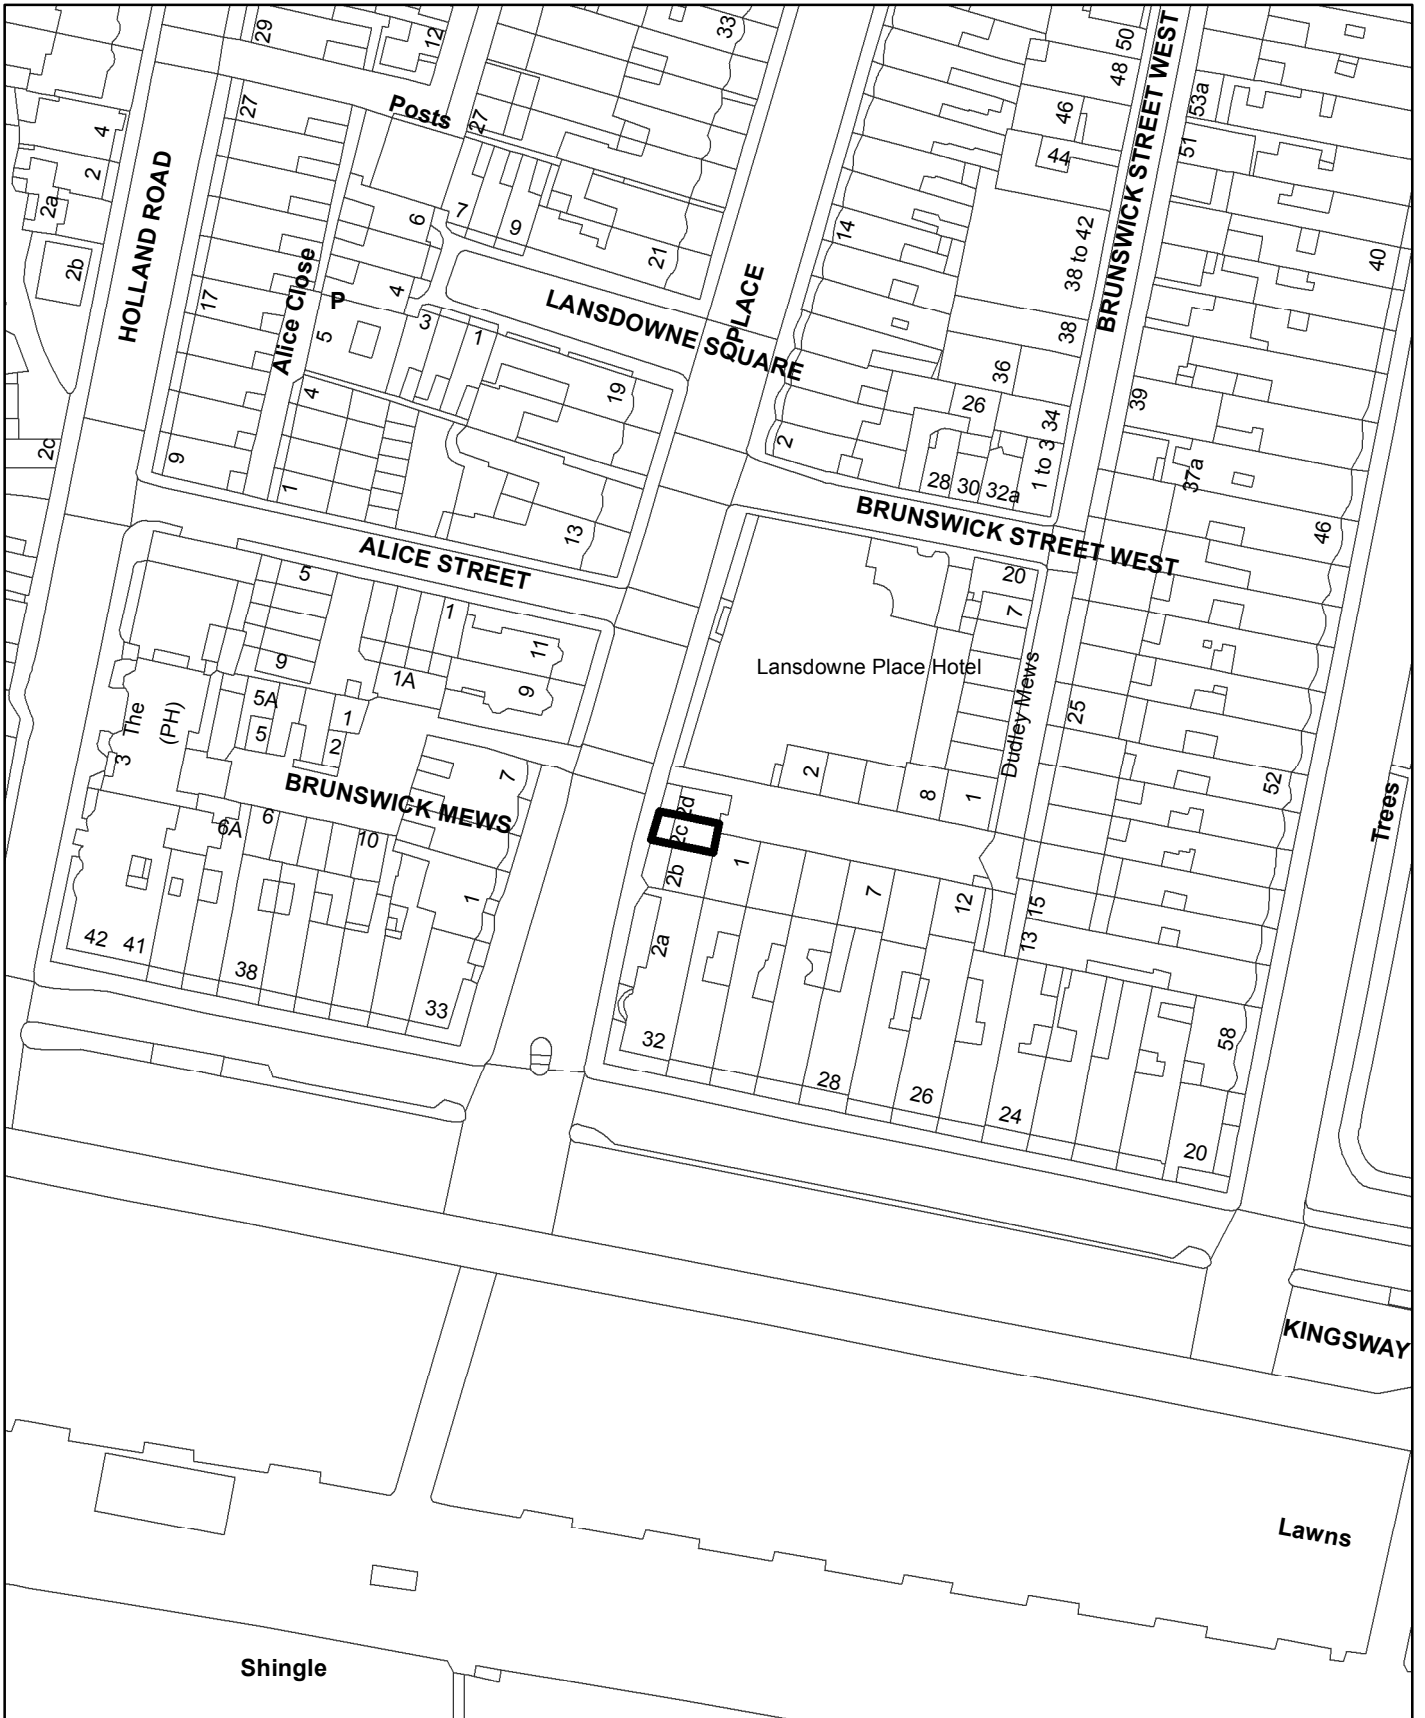 29
12
33
50
48
BRUNSWICK STREET WEST
53a
27
Posts
27
46
51
44
4
2
2a
2b
HOLLAND ROAD
6
7
9
21
14
38 to 42
40
17
Alice Close
P
4
5
3
1
LANSDOWNE SQUARE
PLACE
38
36
26
34
39
4
19
2
2c
9
1
28
30
32a
1 to 3
37a
13
BRUNSWICK STREET WEST
46
ALICE STREET
5
1
11
20
7
9
1A
9
Lansdowne Place Hotel
Dudley Mews
25
3 The
(PH)
5A
5
1
2
BRUNSWICK MEWS
7
2
8
1
52
Trees
6A
6
10
2d
2c
2b
1
7
12
15
13
1
2a
42
41
38
33
32
28
26
24
58
20
KINGSWAY
Lawns
Shingle